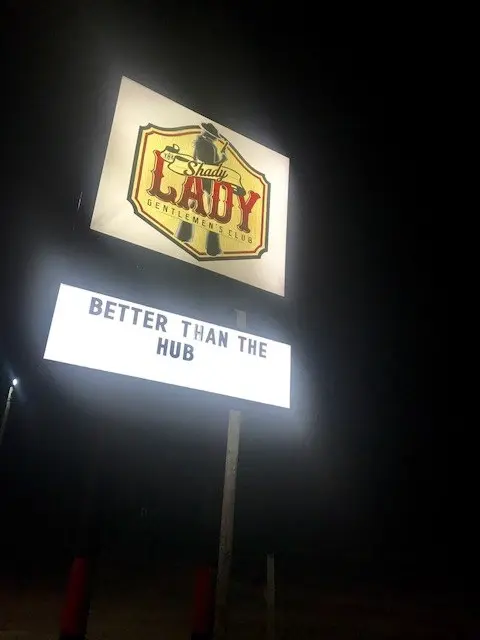 THE
Shady
LADY
GENTLEMEN'S CLUB
BETTER THAN THE
HUB